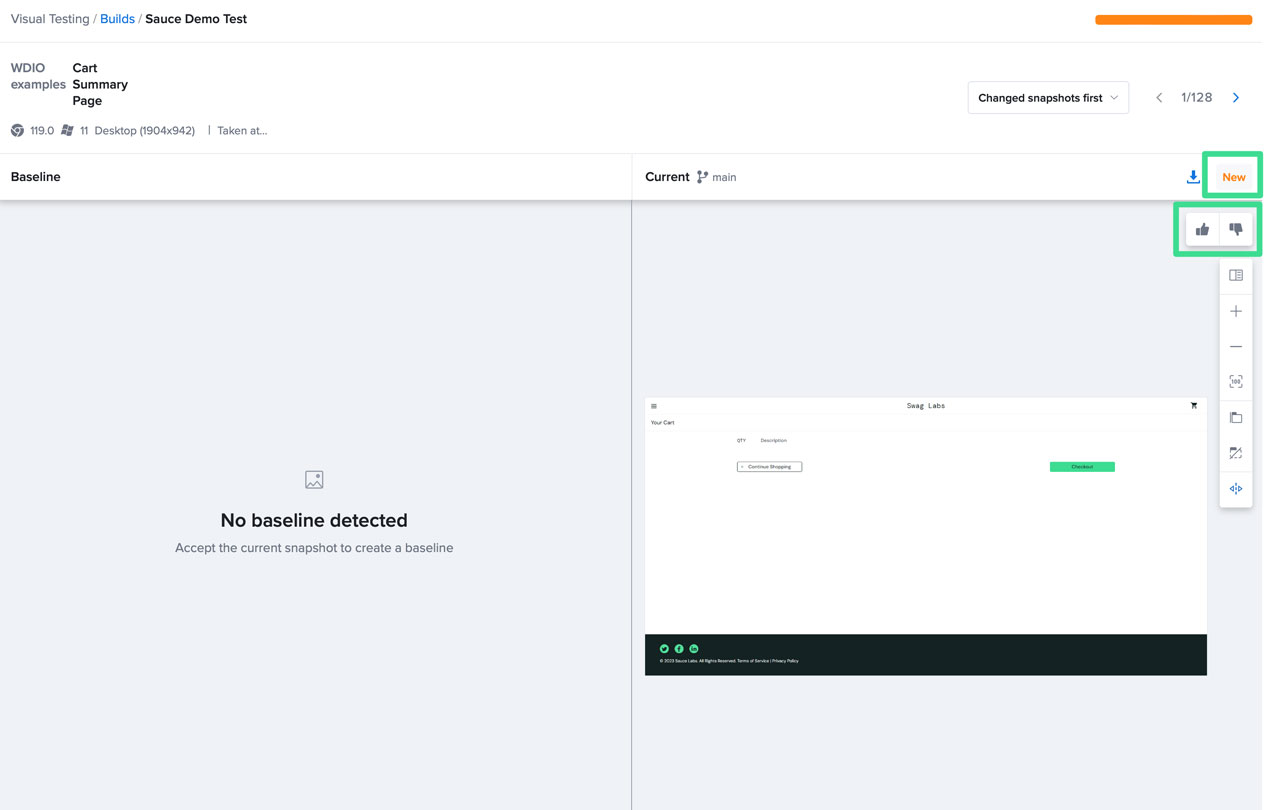 Visual Testing / Builds / Sauce Demo Test
WDIO examples
Cart Summary Page
Changed snapshots first
1/128
119.0 11 Desktop (1904x942) | Taken at...
Baseline
Current main
New
100
No baseline detected
Accept the current snapshot to create a baseline
Swag Labs
Your Cart
QTY Description
Continue Shopping
Checkout
© 2023 Sauce Labs. All Rights Reserved. Terms of Service | Privacy Policy